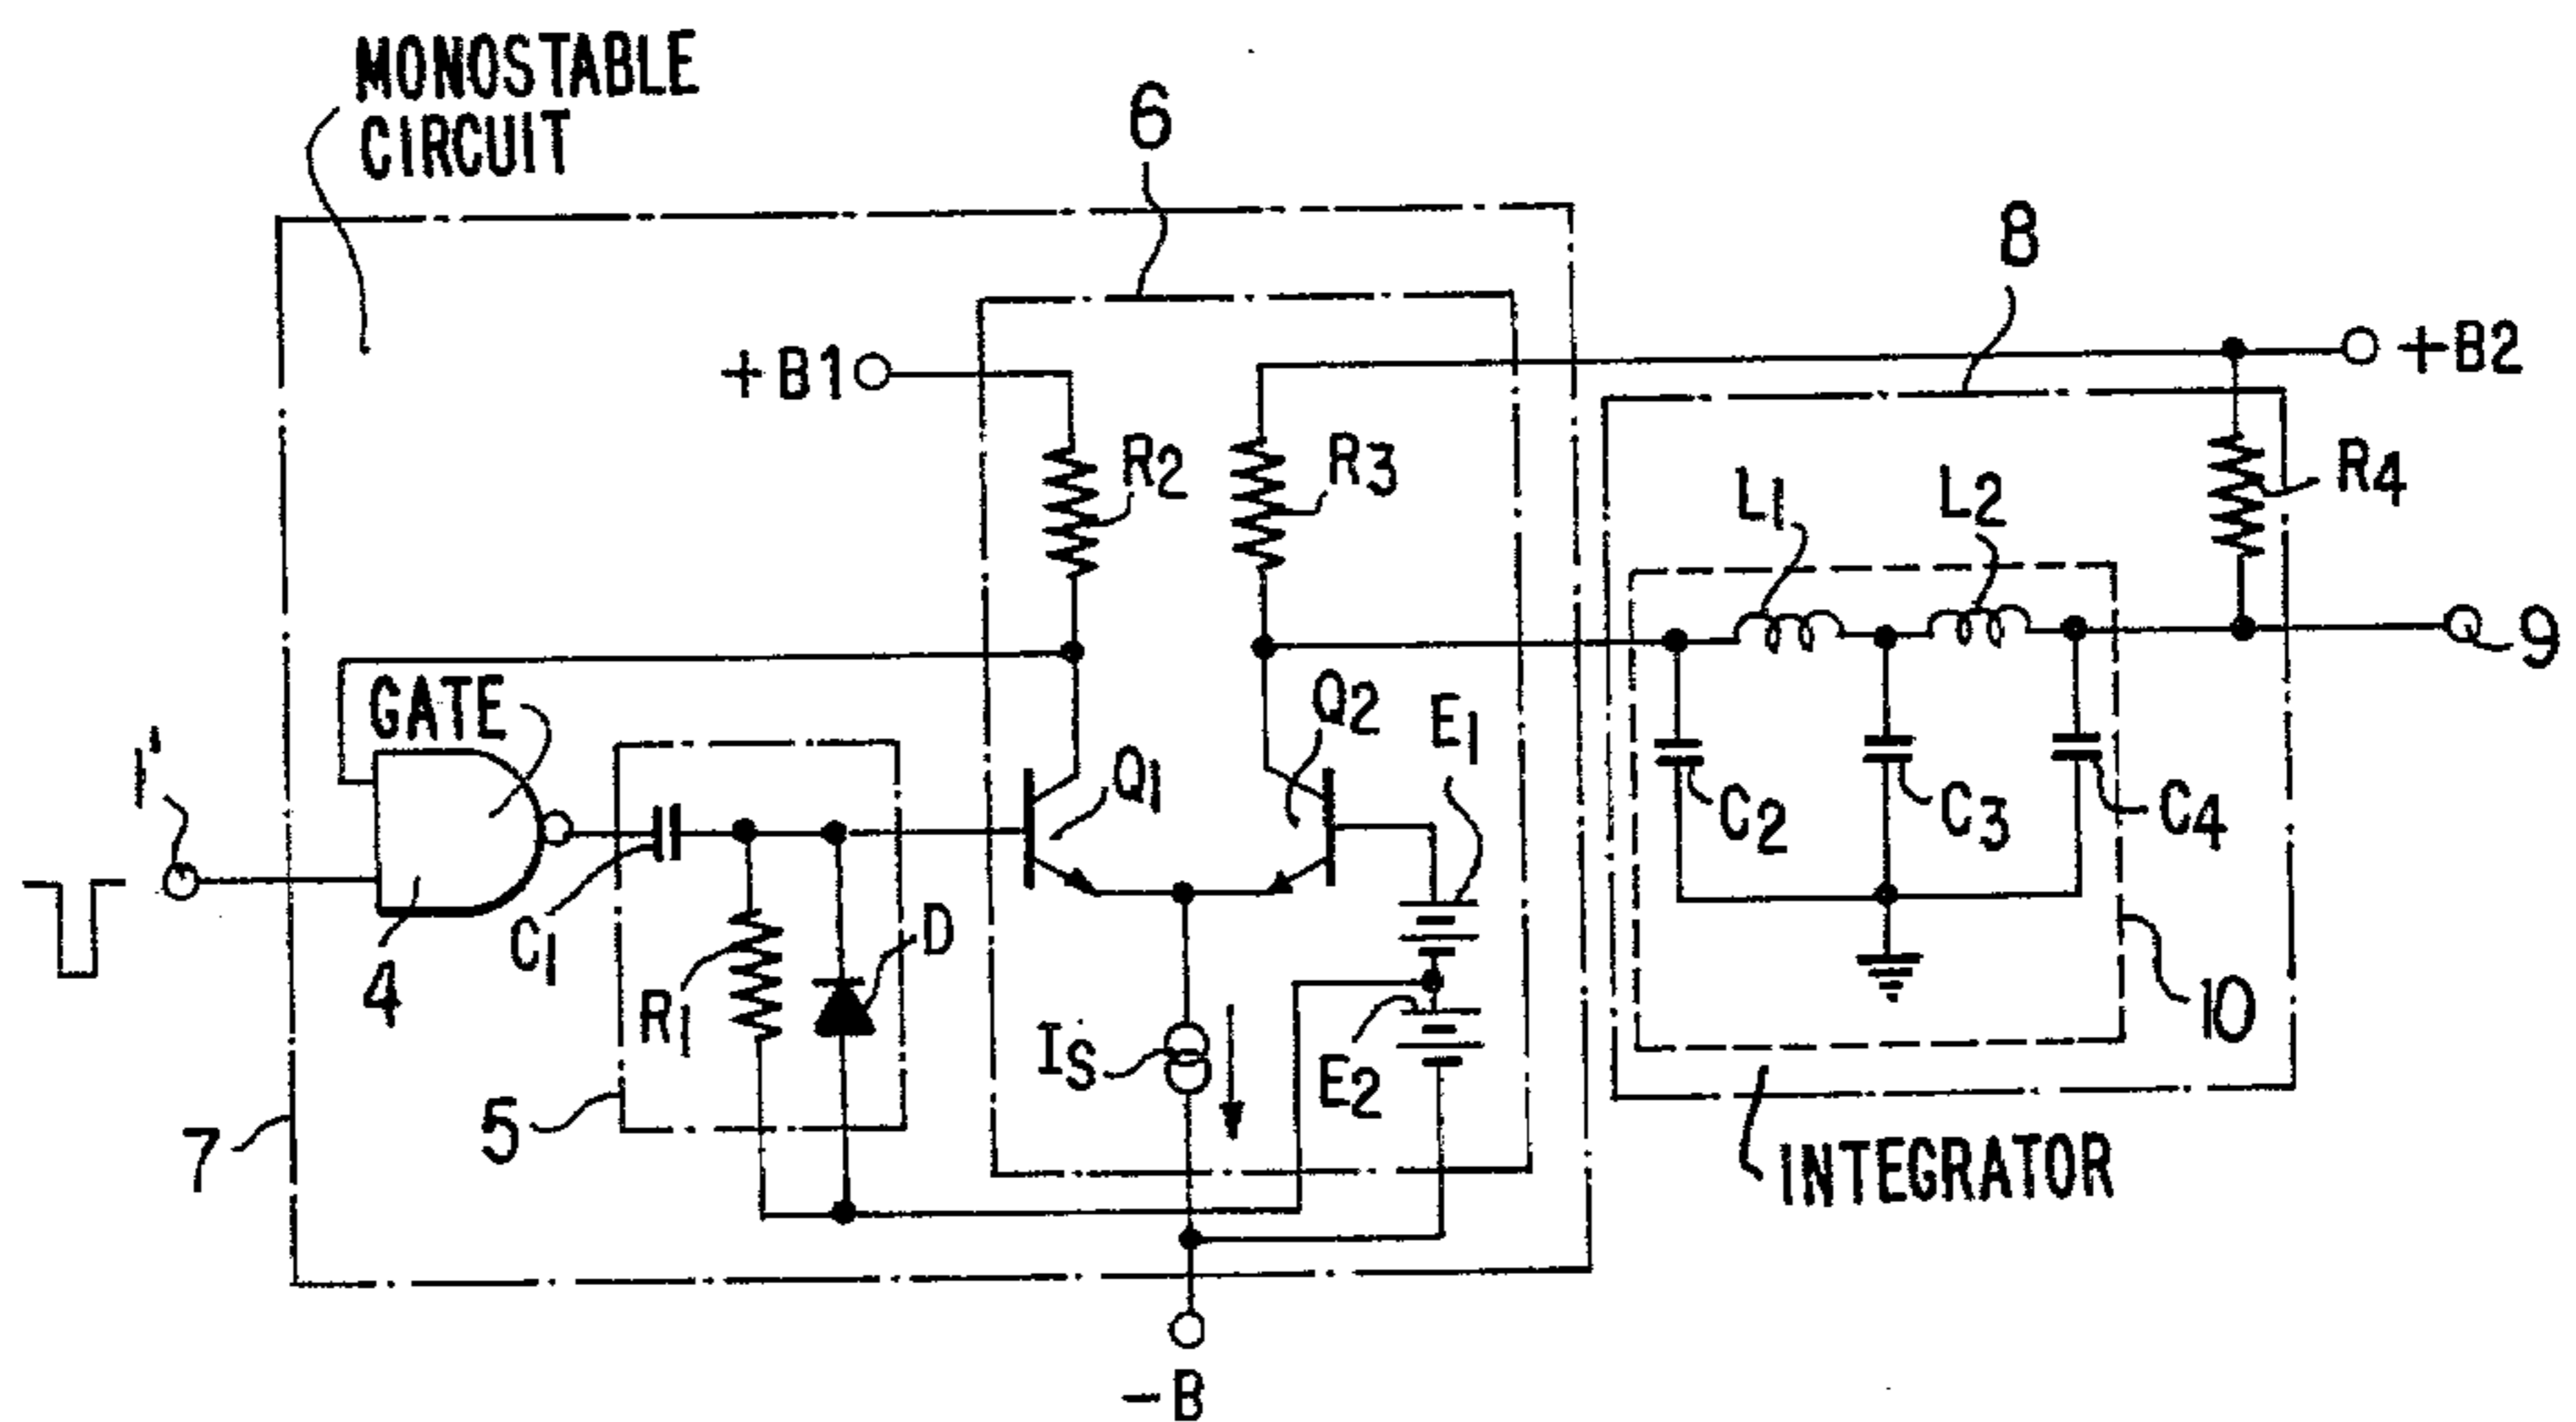 MONOSTABLE
CIRCUIT
6
8
+B1
+B2
R2
R3
L1
L2
R4
9
GATE
1'
Q1
Q2
E1
C2
C3
C4
4
C1
R1
D
IS
E2
10
7
5
INTEGRATOR
-B